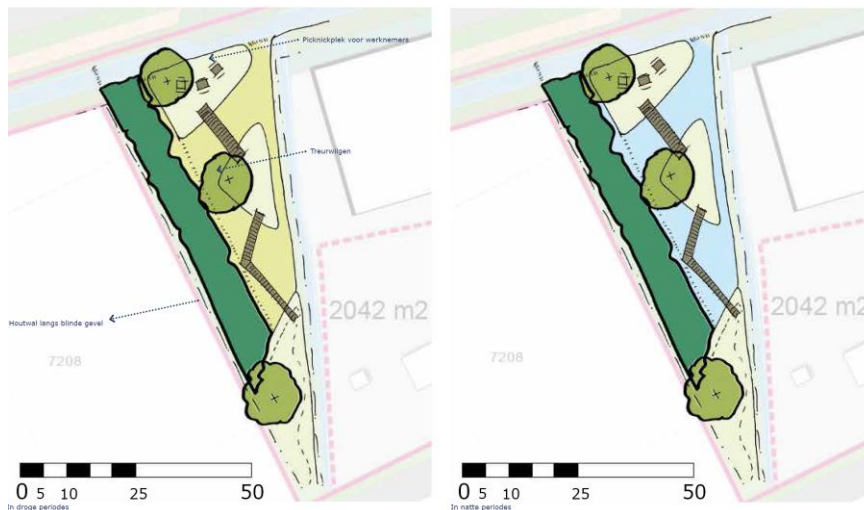 Picknickplek voor werknemers
Treurwilgen
Houtwal langs blinde gevel
2042 m2
7208
0 5 10 25 50
In droge periodes
2042 m2
7208
0 5 10 25 50
In natte periodes